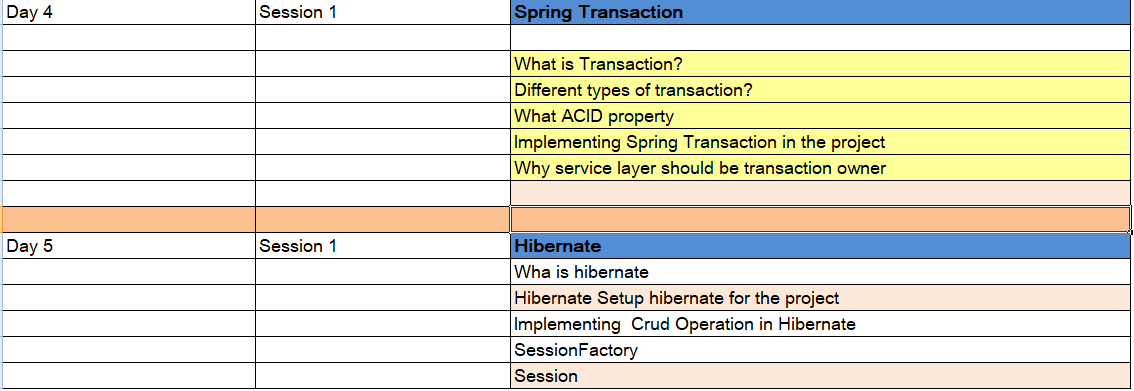 Day 4 Session 1 Spring Transaction
What is Transaction?
Different types of transaction?
What ACID property
Implementing Spring Transaction in the project
Why service layer should be transaction owner
Day 5 Session 1 Hibernate
Wha is hibernate
Hibernate Setup hibernate for the project
Implementing  Crud Operation in Hibernate
SessionFactory
Session